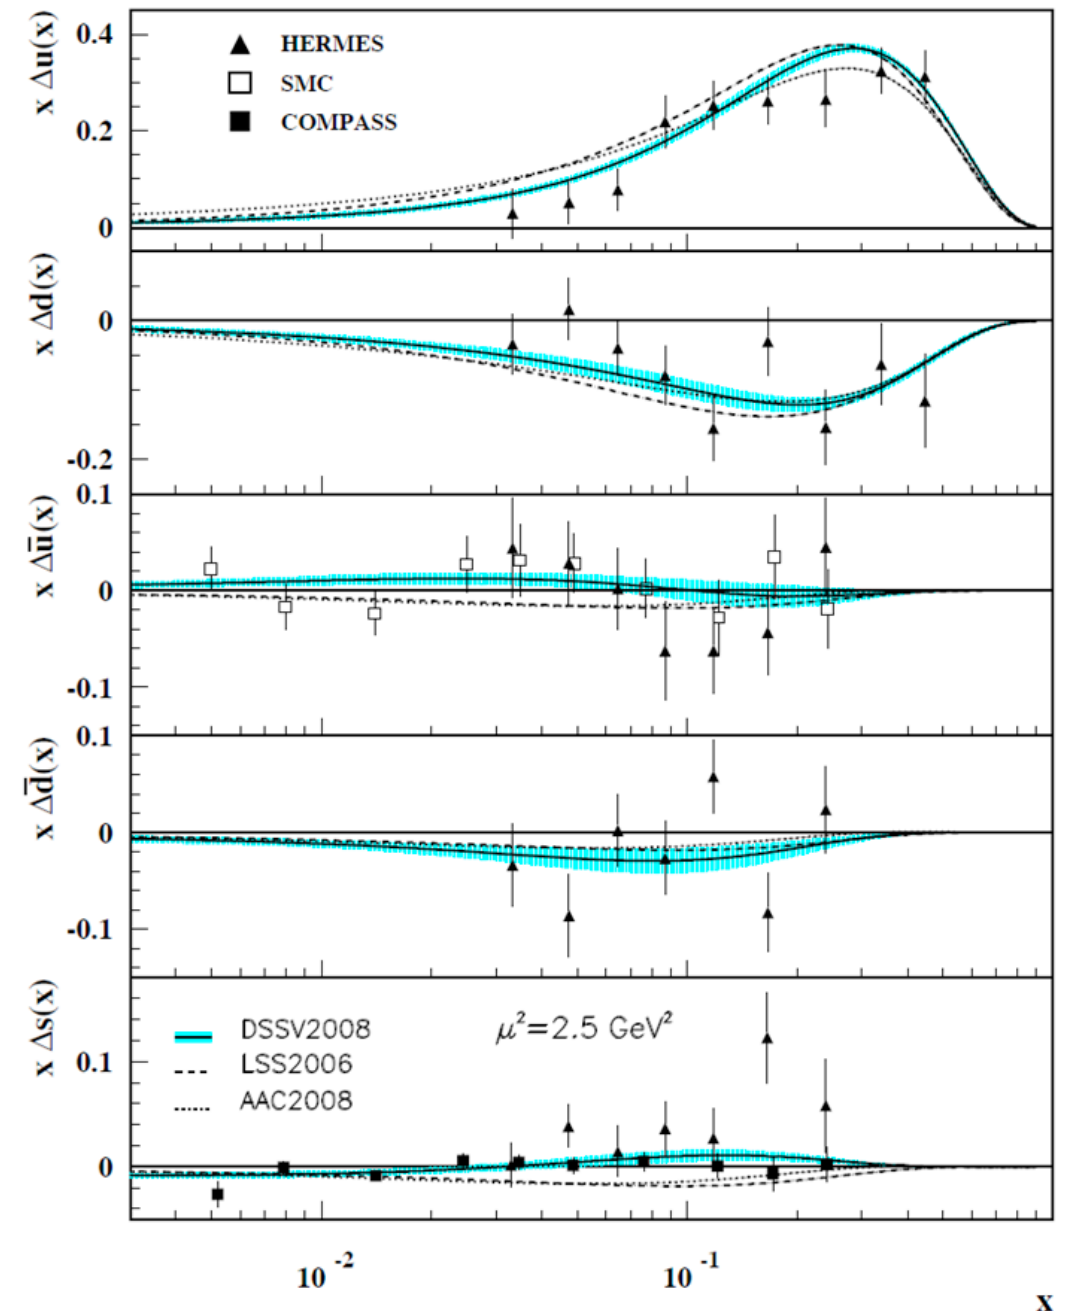 x Δu(x)
0.4
0.2
0
▲ HERMES
□ SMC
■ COMPASS
x Δd(x)
0
-0.2
x Δū(x)
0.1
0
-0.1
x Δd̄(x)
0.1
0
-0.1
x Δs(x)
0.1
0
DSSV2008
LSS2006
AAC2008
μ²=2.5 GeV²
10⁻²
10⁻¹
x